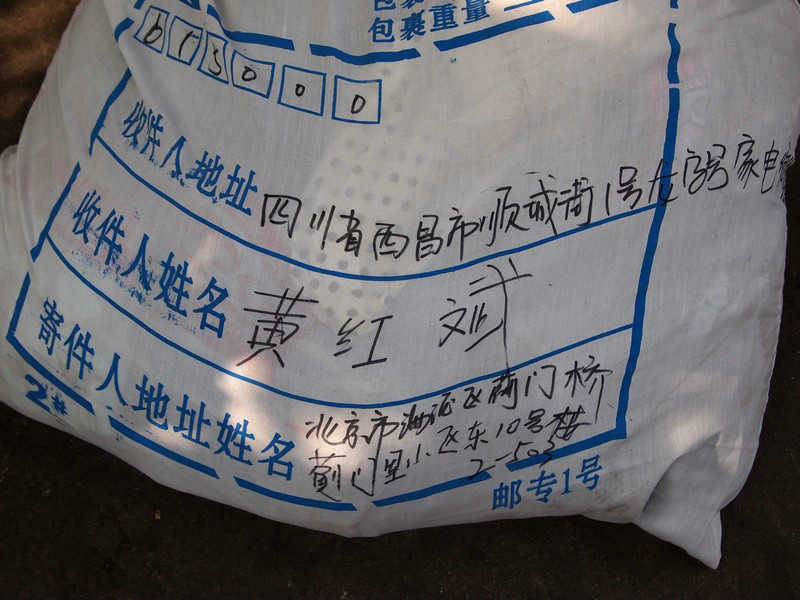 包裹重量
615000
收件人地址 四川省西昌市顺城街1号 家电
收件人姓名 黄红斌
寄件人地址姓名 北京市海淀区蓟门桥
蓟门里小区东10号楼
2-503
2#
邮专1号